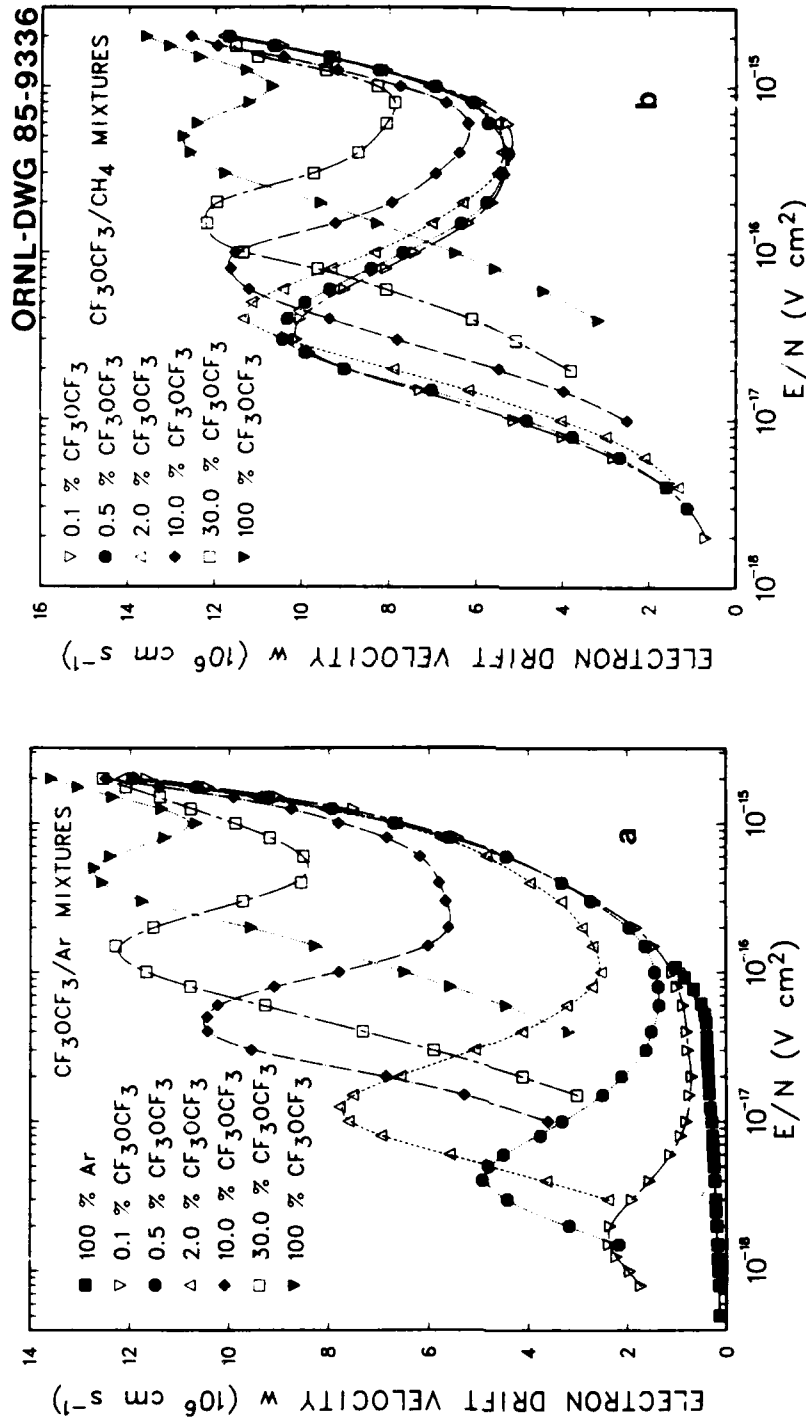 ORNL-DWG 85-9336
CF3OCF3/Ar MIXTURES
■ 100 % Ar
▽ 0.1 % CF3OCF3
● 0.5 % CF3OCF3
△ 2.0 % CF3OCF3
◆ 10.0 % CF3OCF3
□ 30.0 % CF3OCF3
▼ 100 % CF3OCF3
a
ELECTRON DRIFT VELOCITY w (10⁶ cm s⁻¹)
14
12
10
8
6
4
2
0
10⁻¹⁸
10⁻¹⁷
10⁻¹⁶
10⁻¹⁵
E/N (V cm²)
CF3OCF3/CH4 MIXTURES
▽ 0.1 % CF3OCF3
● 0.5 % CF3OCF3
△ 2.0 % CF3OCF3
◆ 10.0 % CF3OCF3
□ 30.0 % CF3OCF3
▼ 100 % CF3OCF3
b
ELECTRON DRIFT VELOCITY w (10⁶ cm s⁻¹)
16
14
12
10
8
6
4
2
0
10⁻¹⁸
10⁻¹⁷
10⁻¹⁶
10⁻¹⁵
E/N (V cm²)